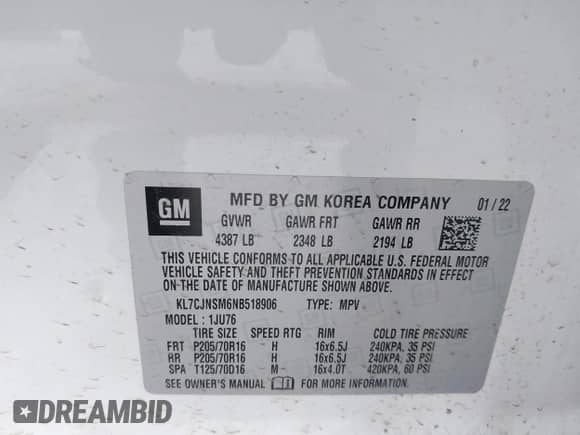 GM
MFD BY GM KOREA COMPANY 01 / 22
GVWR GAWR FRT GAWR RR
4387 LB 2348 LB 2194 LB
THIS VEHICLE CONFORMS TO ALL APPLICABLE U.S. FEDERAL MOTOR
VEHICLE SAFETY AND THEFT PREVENTION STANDARDS IN EFFECT
ON THE DATE OF MANUFACTURE SHOWN ABOVE.
KL7CJNSM6NB518906 TYPE: MPV
MODEL : 1JU76
TIRE SIZE SPEED RTG RIM COLD TIRE PRESSURE
FRT P205/70R16 H 16x6.5J 240KPA, 35 PSI
RR P205/70R16 H 16x6.5J 240KPA, 35 PSI
SPA T125/70D16 M- 16x4.0T 420KPA, 60 PSI
SEE OWNER'S MANUAL FOR MORE INFORMATION.
DREAMBID